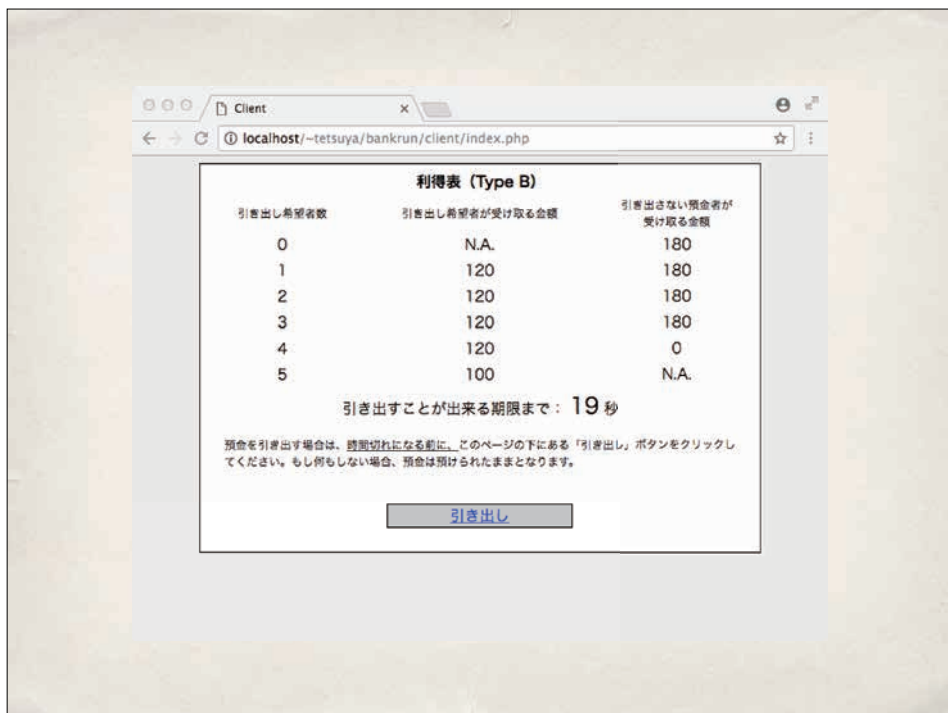 Client
localhost/~tetsuya/bankrun/client/index.php
利得表（Type B）
引き出し希望者数 引き出し希望者が受け取る金額 引き出さない預金者が
受け取る金額
0 N.A. 180
1 120 180
2 120 180
3 120 180
4 120 0
5 100 N.A.
引き出すことが出来る期限まで： 19 秒
預金を引き出す場合は、時間切れになる前に、このページの下にある「引き出し」ボタンをクリックし
てください。もし何もしない場合、預金は預けられたままとなります。
引き出し